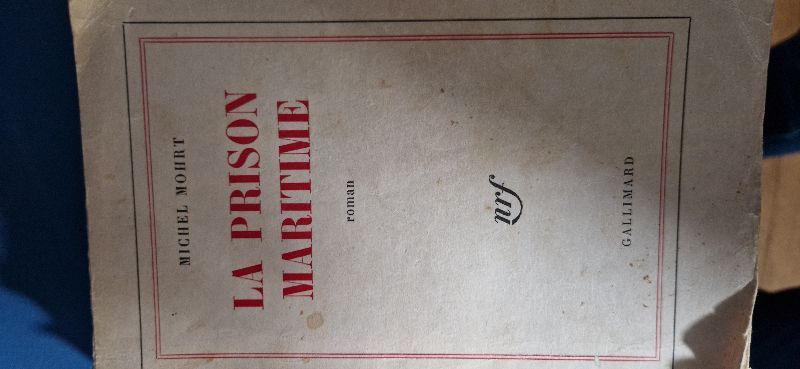 MICHEL MOHRT
LA PRISON
MARITIME
roman
nrf
GALLIMARD